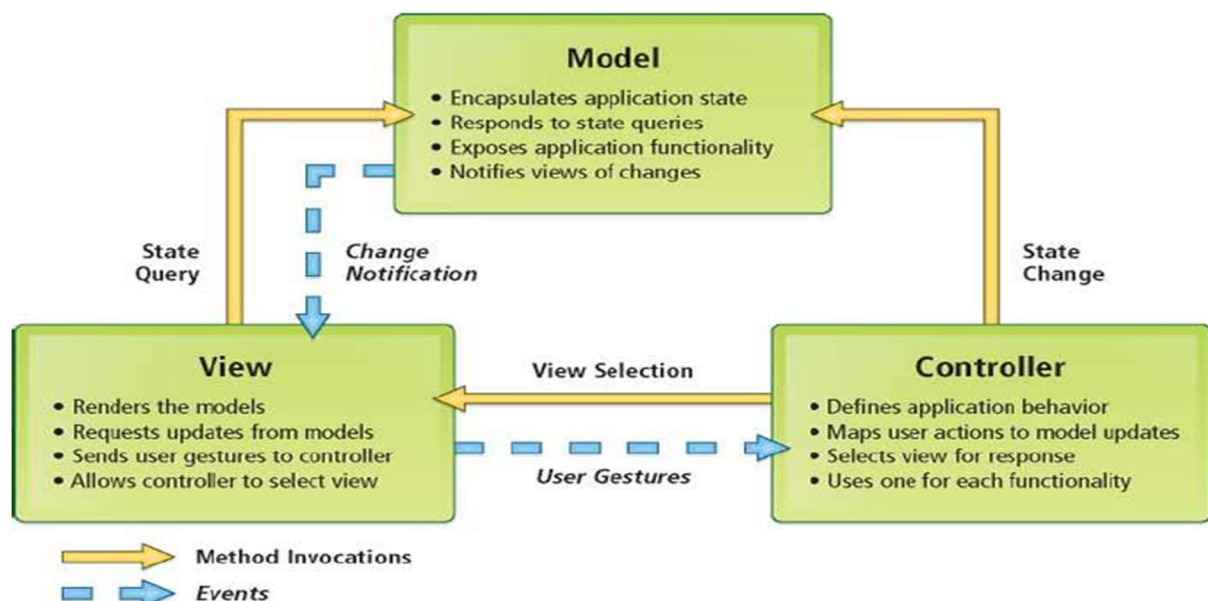 Model
• Encapsulates application state
• Responds to state queries
• Exposes application functionality
• Notifies views of changes
State
Query
Change
Notification
State
Change
View
• Renders the models
• Requests updates from models
• Sends user gestures to controller
• Allows controller to select view
View Selection
User Gestures
Controller
• Defines application behavior
• Maps user actions to model updates
• Selects view for response
• Uses one for each functionality
Method Invocations
Events